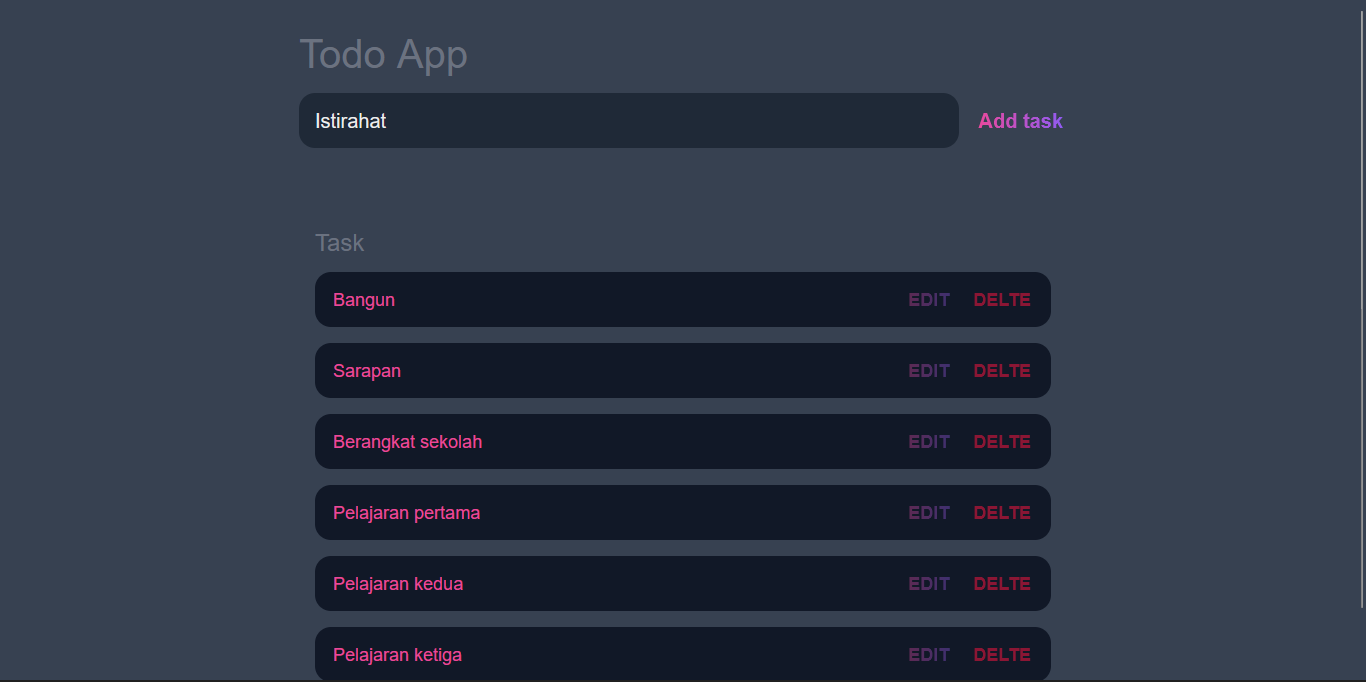 Todo App
Istirahat Add task
Task
Bangun EDIT DELTE
Sarapan EDIT DELTE
Berangkat sekolah EDIT DELTE
Pelajaran pertama EDIT DELTE
Pelajaran kedua EDIT DELTE
Pelajaran ketiga EDIT DELTE